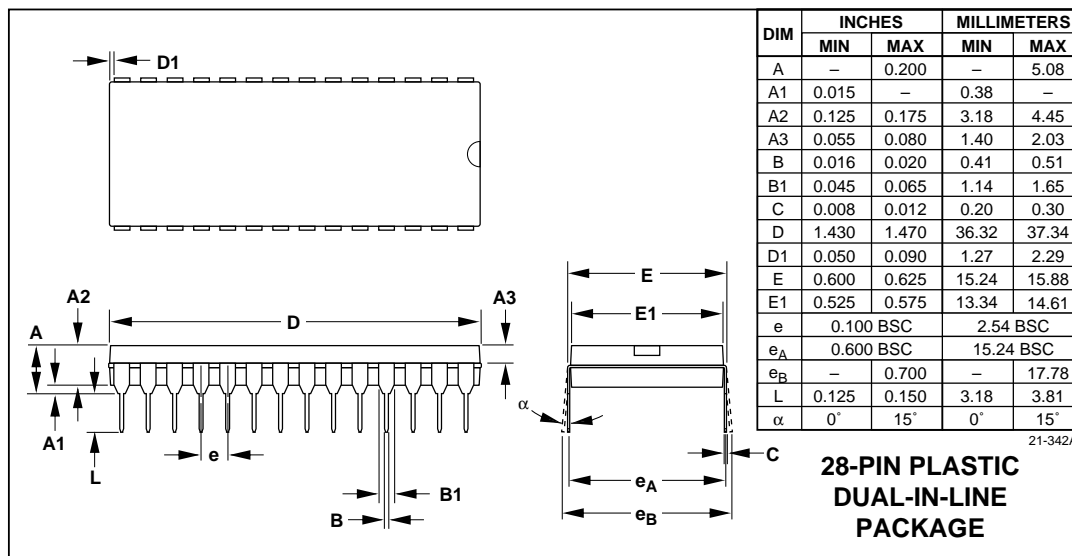 DIM INCHES MILLIMETERS
MIN MAX MIN MAX
A – 0.200 – 5.08
A1 0.015 – 0.38 –
A2 0.125 0.175 3.18 4.45
A3 0.055 0.080 1.40 2.03
B 0.016 0.020 0.41 0.51
B1 0.045 0.065 1.14 1.65
C 0.008 0.012 0.20 0.30
D 1.430 1.470 36.32 37.34
D1 0.050 0.090 1.27 2.29
E 0.600 0.625 15.24 15.88
E1 0.525 0.575 13.34 14.61
e 0.100 BSC 2.54 BSC
eA 0.600 BSC 15.24 BSC
eB – 0.700 – 17.78
L 0.125 0.150 3.18 3.81
α 0° 15° 0° 15°
21-342A
D1
A2
A
D
A3
E
E1
A1
L
e
B1
B
α
C
eA
eB
28-PIN PLASTIC
DUAL-IN-LINE
PACKAGE